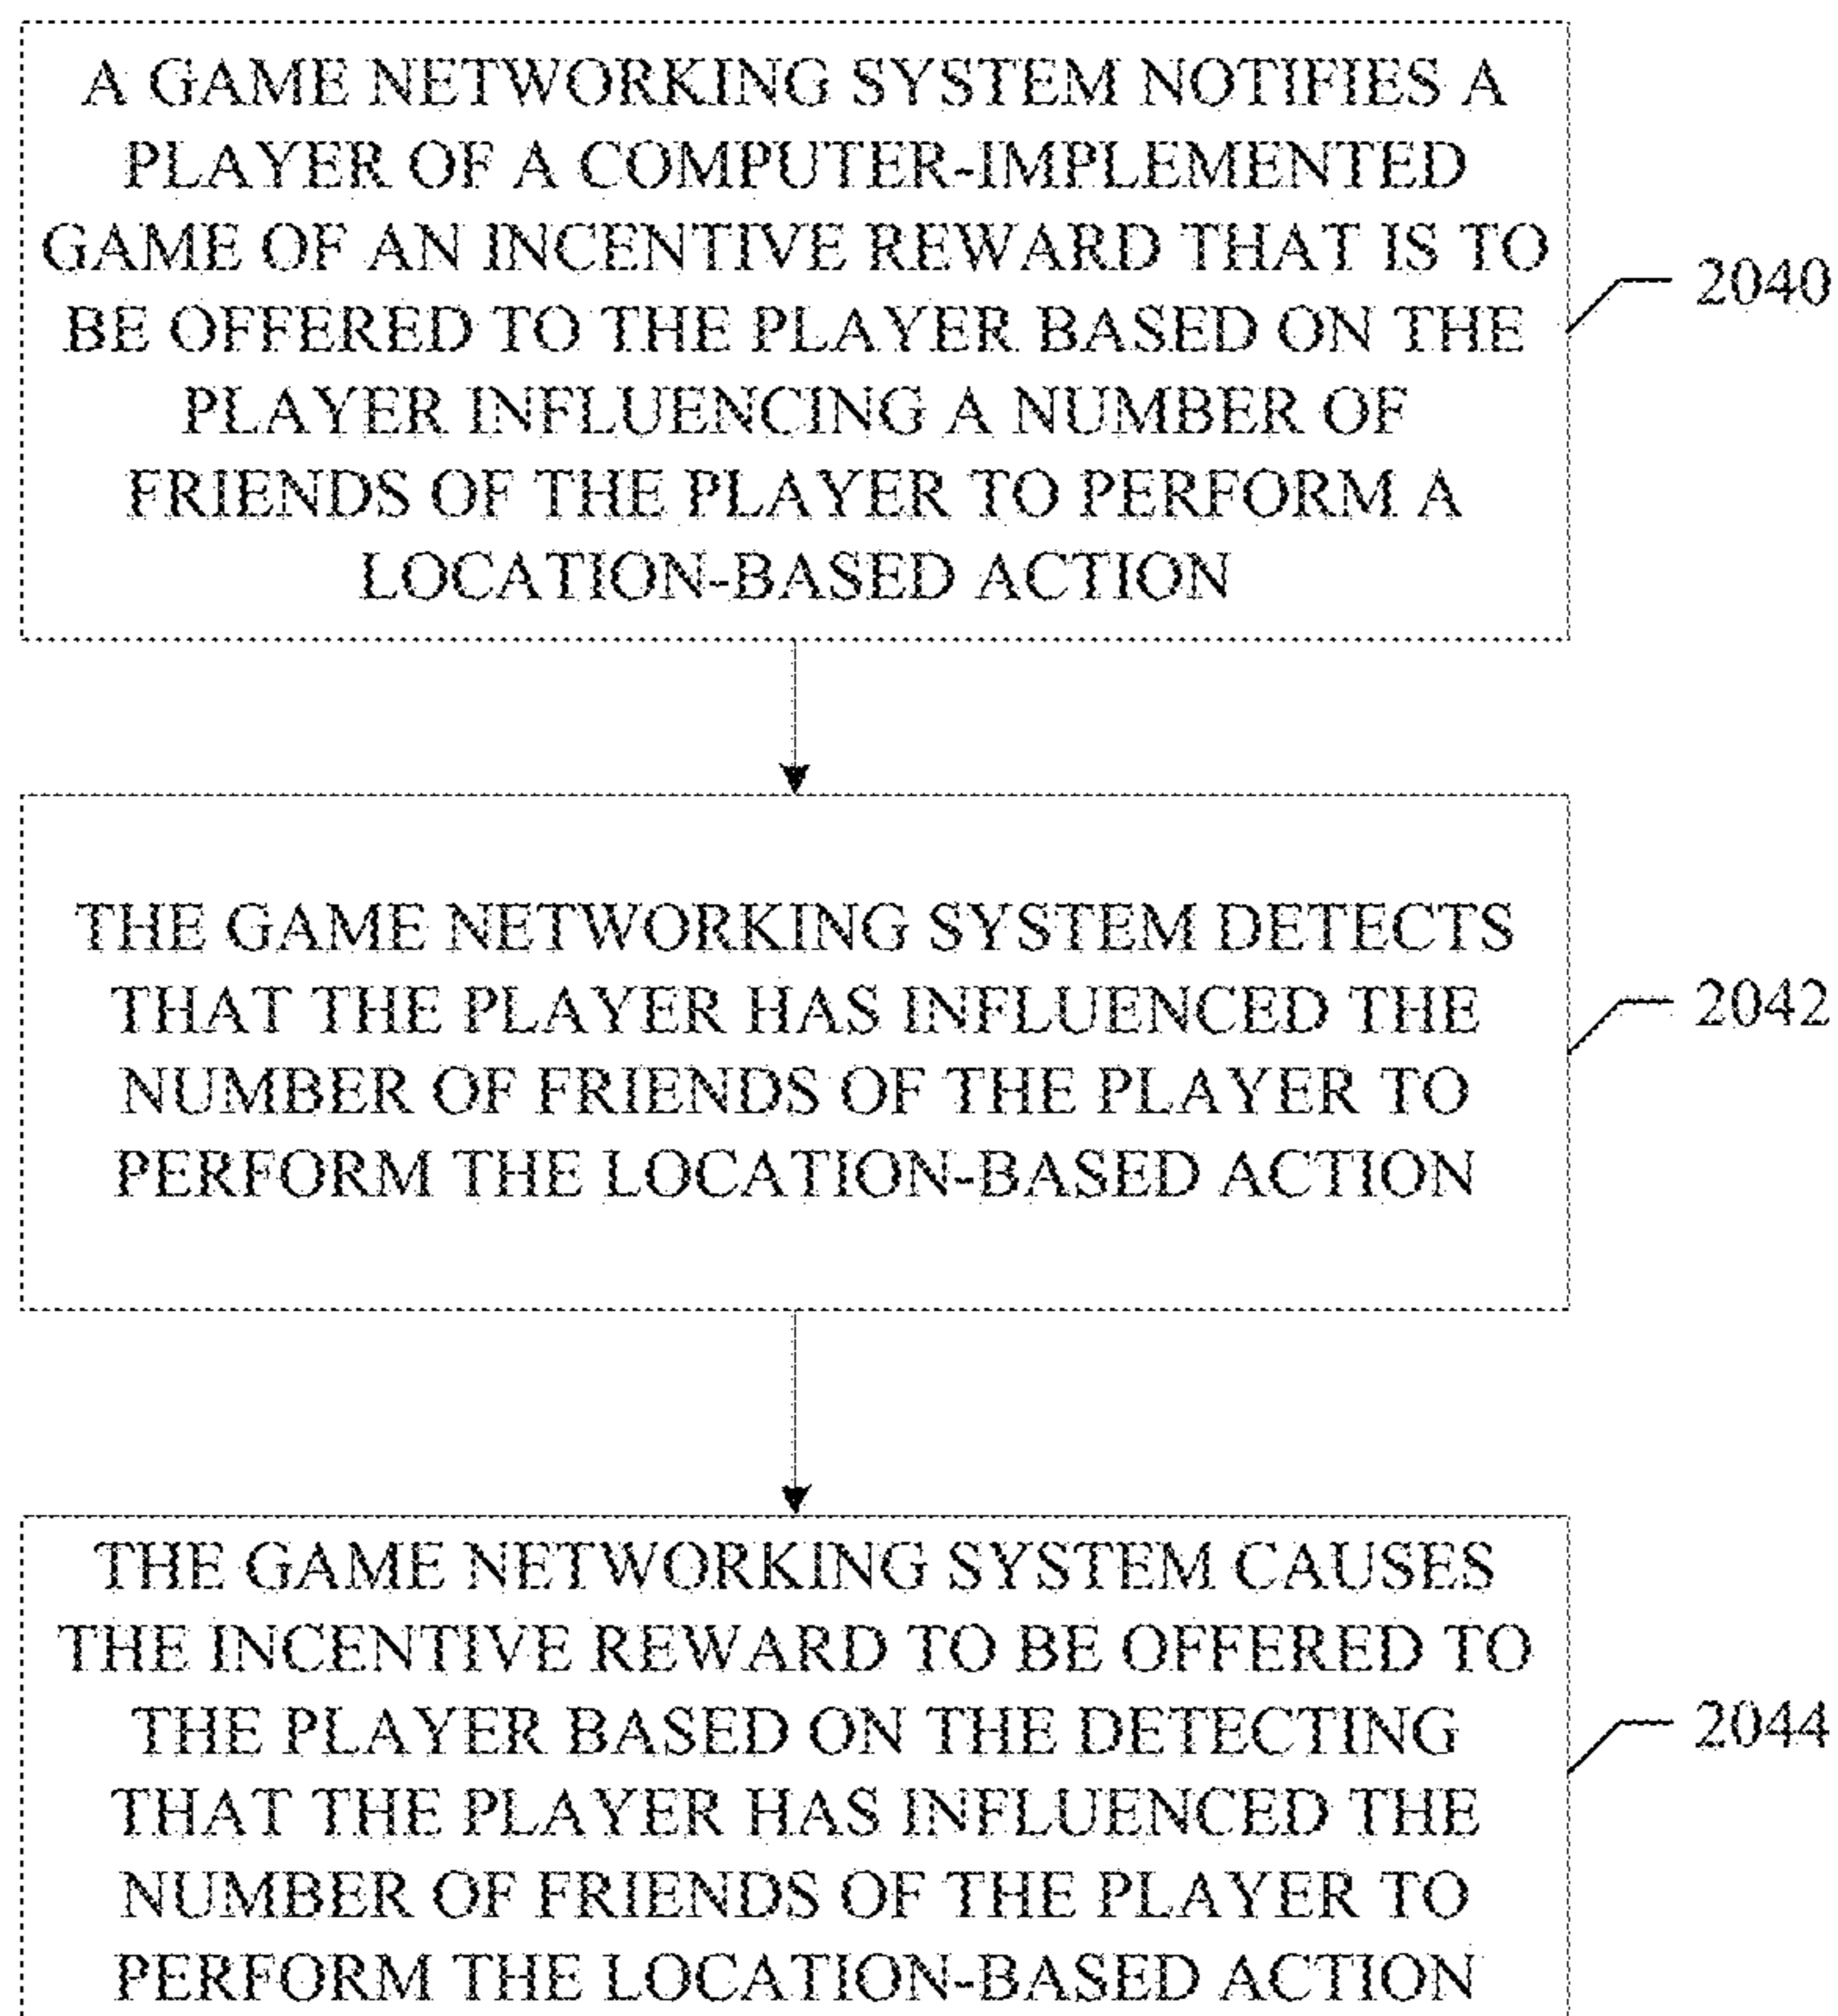 A GAME NETWORKING SYSTEM NOTIFIES A
PLAYER OF A COMPUTER-IMPLEMENTED
GAME OF AN INCENTIVE REWARD THAT IS TO
BE OFFERED TO THE PLAYER BASED ON THE
PLAYER INFLUENCING A NUMBER OF
FRIENDS OF THE PLAYER TO PERFORM A
LOCATION-BASED ACTION
2040
THE GAME NETWORKING SYSTEM DETECTS
THAT THE PLAYER HAS INFLUENCED THE
NUMBER OF FRIENDS OF THE PLAYER TO
PERFORM THE LOCATION-BASED ACTION
2042
THE GAME NETWORKING SYSTEM CAUSES
THE INCENTIVE REWARD TO BE OFFERED TO
THE PLAYER BASED ON THE DETECTING
THAT THE PLAYER HAS INFLUENCED THE
NUMBER OF FRIENDS OF THE PLAYER TO
PERFORM THE LOCATION-BASED ACTION
2044